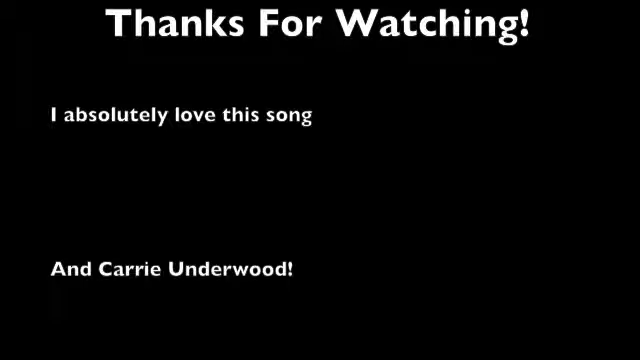 Thanks For Watching!
I absolutely love this song
And Carrie Underwood!